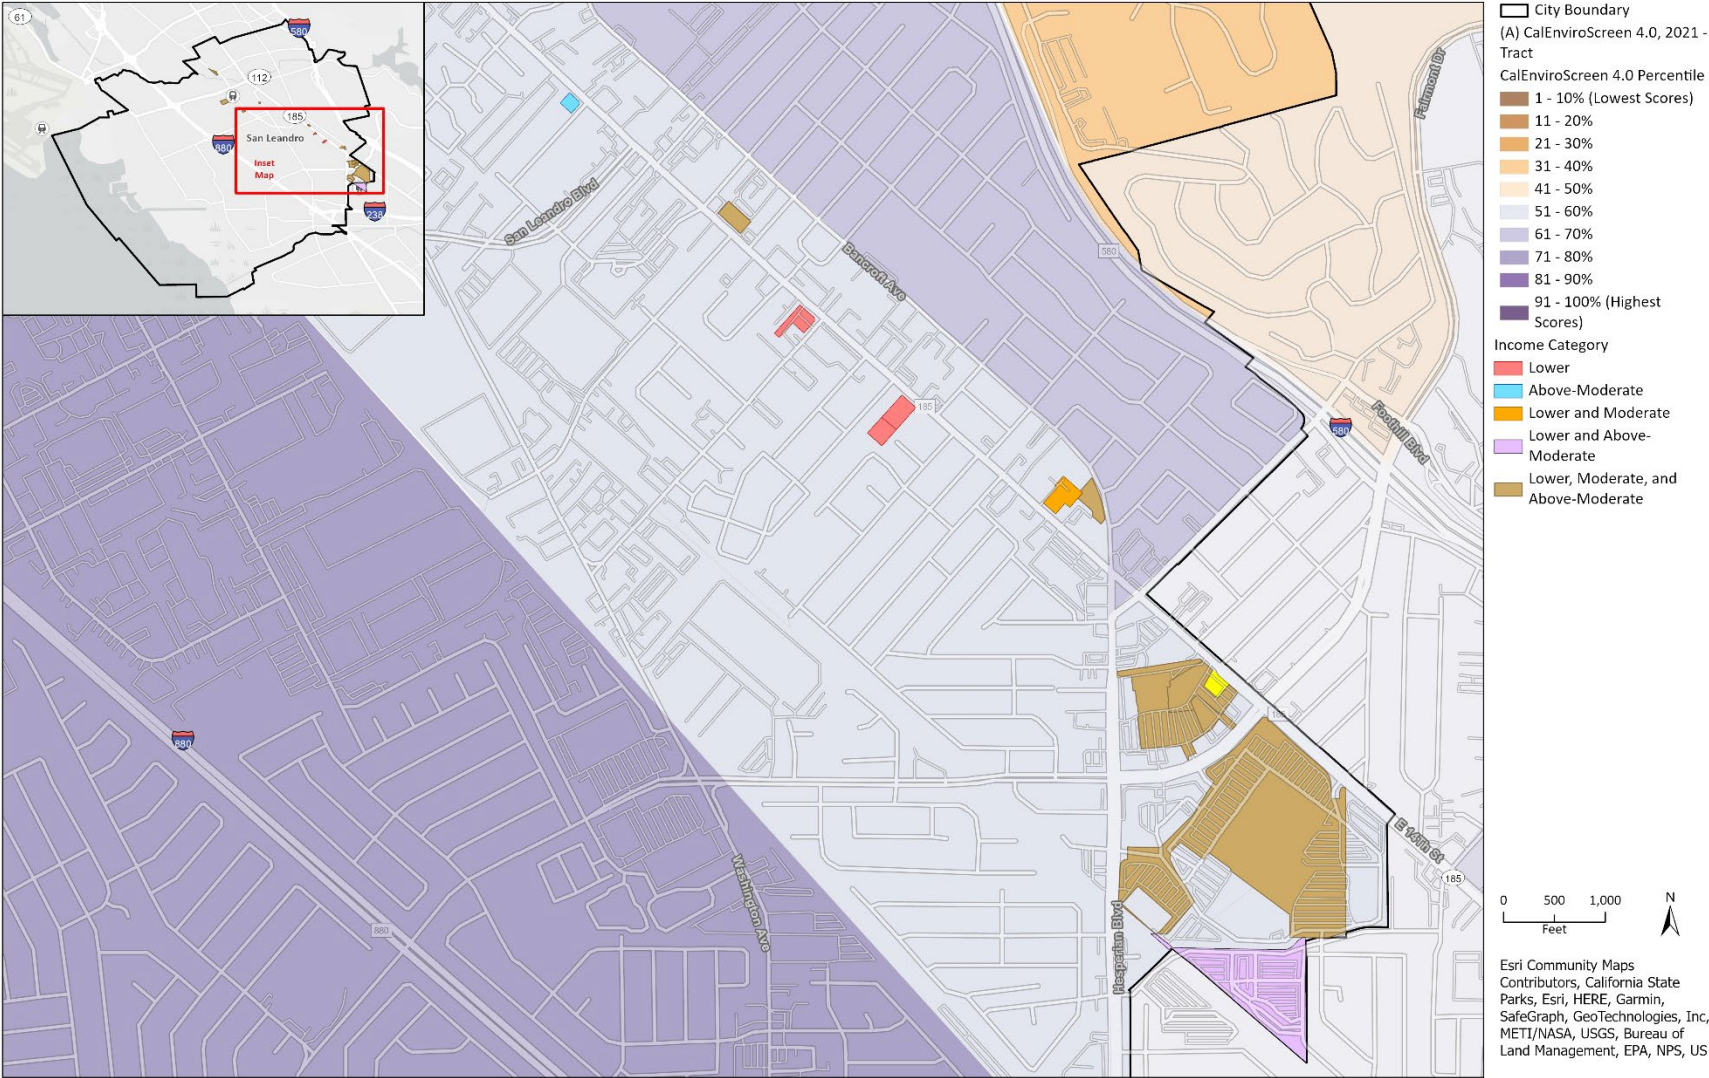 61
580
112
185
San Leandro
880
Inset
Map
238
San Leandro Blvd
Bancroft Ave
Fairmont Dr
580
185
Foothill Blvd
580
185
E 14Th St
185
880
880
Washington Ave
Hesperian Blvd
City Boundary
(A) CalEnviroScreen 4.0, 2021 -
Tract
CalEnviroScreen 4.0 Percentile
1 - 10% (Lowest Scores)
11 - 20%
21 - 30%
31 - 40%
41 - 50%
51 - 60%
61 - 70%
71 - 80%
81 - 90%
91 - 100% (Highest
Scores)
Income Category
Lower
Above-Moderate
Lower and Moderate
Lower and Above-
Moderate
Lower, Moderate, and
Above-Moderate
0 500 1,000
Feet
N
Esri Community Maps
Contributors, California State
Parks, Esri, HERE, Garmin,
SafeGraph, GeoTechnologies, Inc,
METI/NASA, USGS, Bureau of
Land Management, EPA, NPS, US